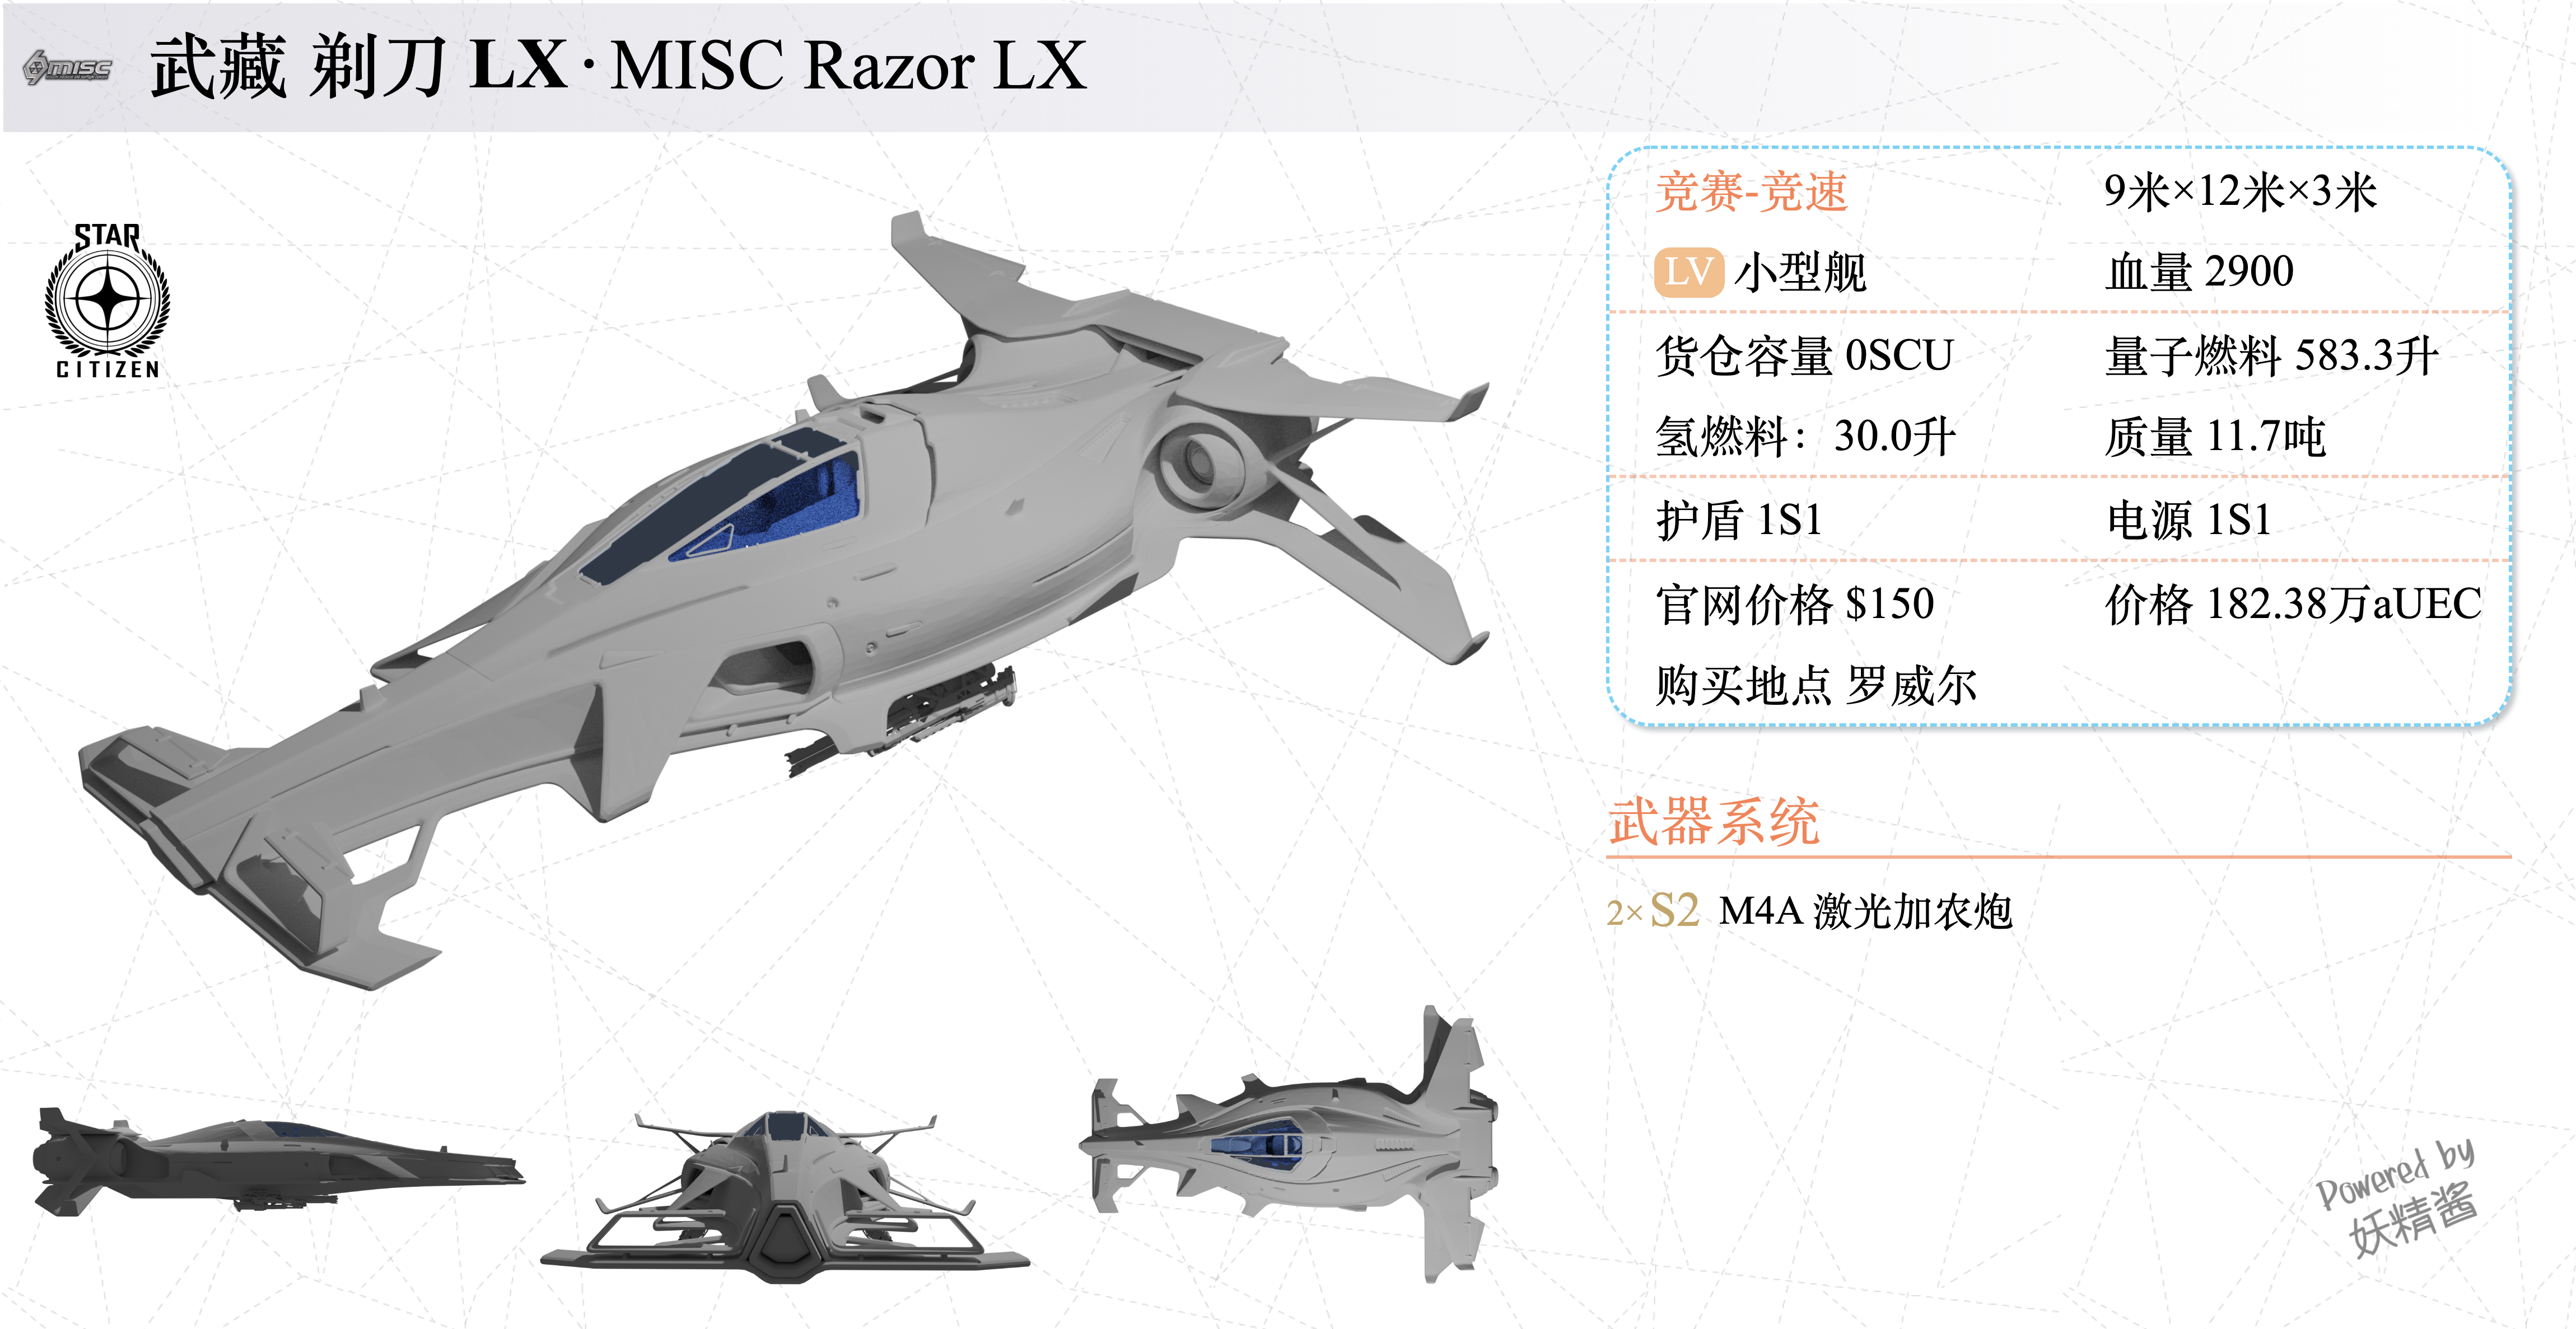 MISC
武藏 剃刀 LX · MISC Razor LX
STAR
CITIZEN
竞赛-竞速
9米×12米×3米
LV 小型舰
血量 2900
货仓容量 0SCU
量子燃料 583.3升
氢燃料：30.0升
质量 11.7吨
护盾 1S1
电源 1S1
官网价格 $150
价格 182.38万aUEC
购买地点 罗威尔
武器系统
2× S2 M4A 激光加农炮
Powered by
妖精酱